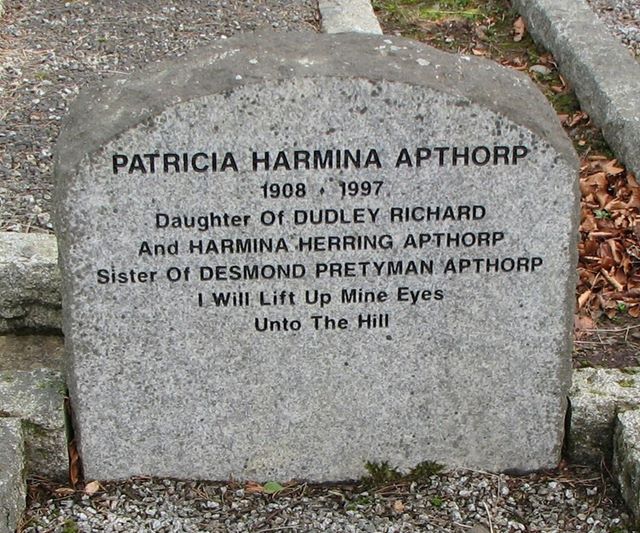 PATRICIA HARMINA APTHORP
1908 • 1997
Daughter Of DUDLEY RICHARD
And HARMINA HERRING APTHORP
Sister Of DESMOND PRETYMAN APTHORP
I Will Lift Up Mine Eyes
Unto The Hill